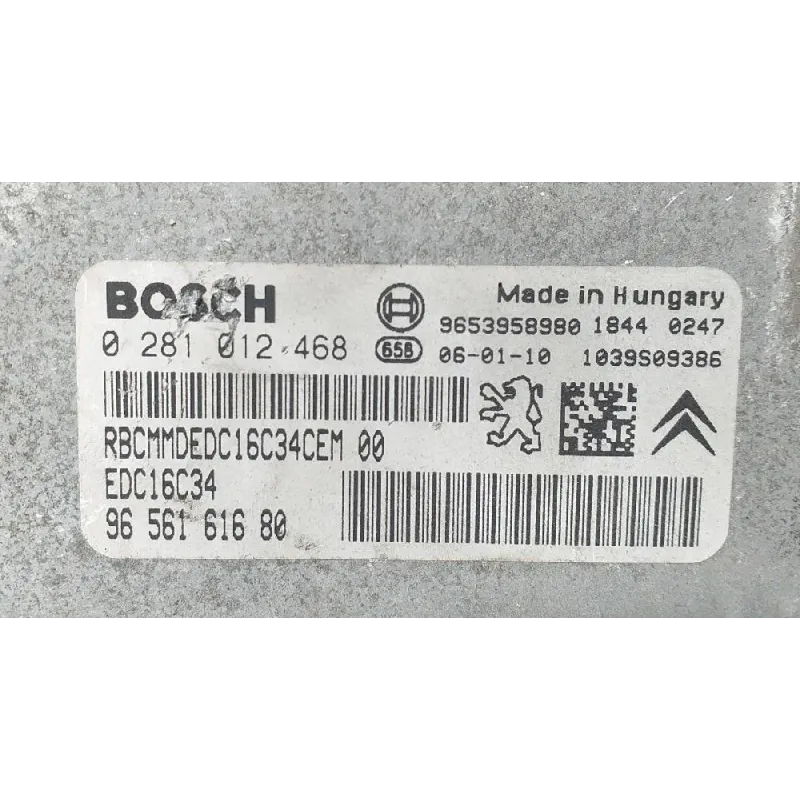 BOSCH
Made in Hungary
0 281 012 468
9653958980 1844 0247
656 06-01-10 1039S09386
RBCMMDEDC16C34CEM 00
EDC16C34
96 561 616 80